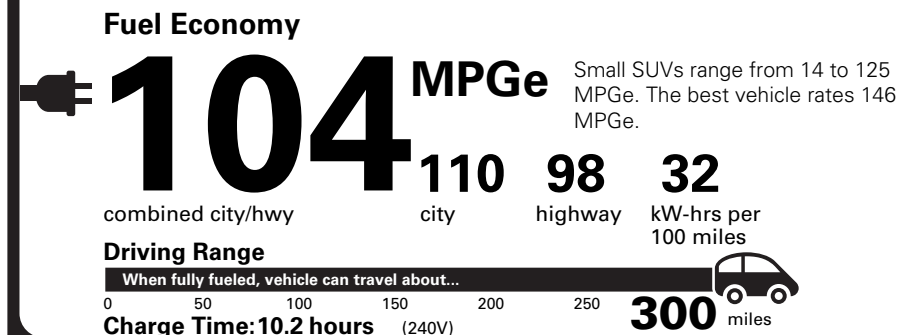 Fuel Economy
104 MPGe
Small SUVs range from 14 to 125
MPGe. The best vehicle rates 146
MPGe.
110 98 32
combined city/hwy city highway kW-hrs per
100 miles
Driving Range
When fully fueled, vehicle can travel about...
0 50 100 150 200 250 300 miles
Charge Time: 10.2 hours (240V)